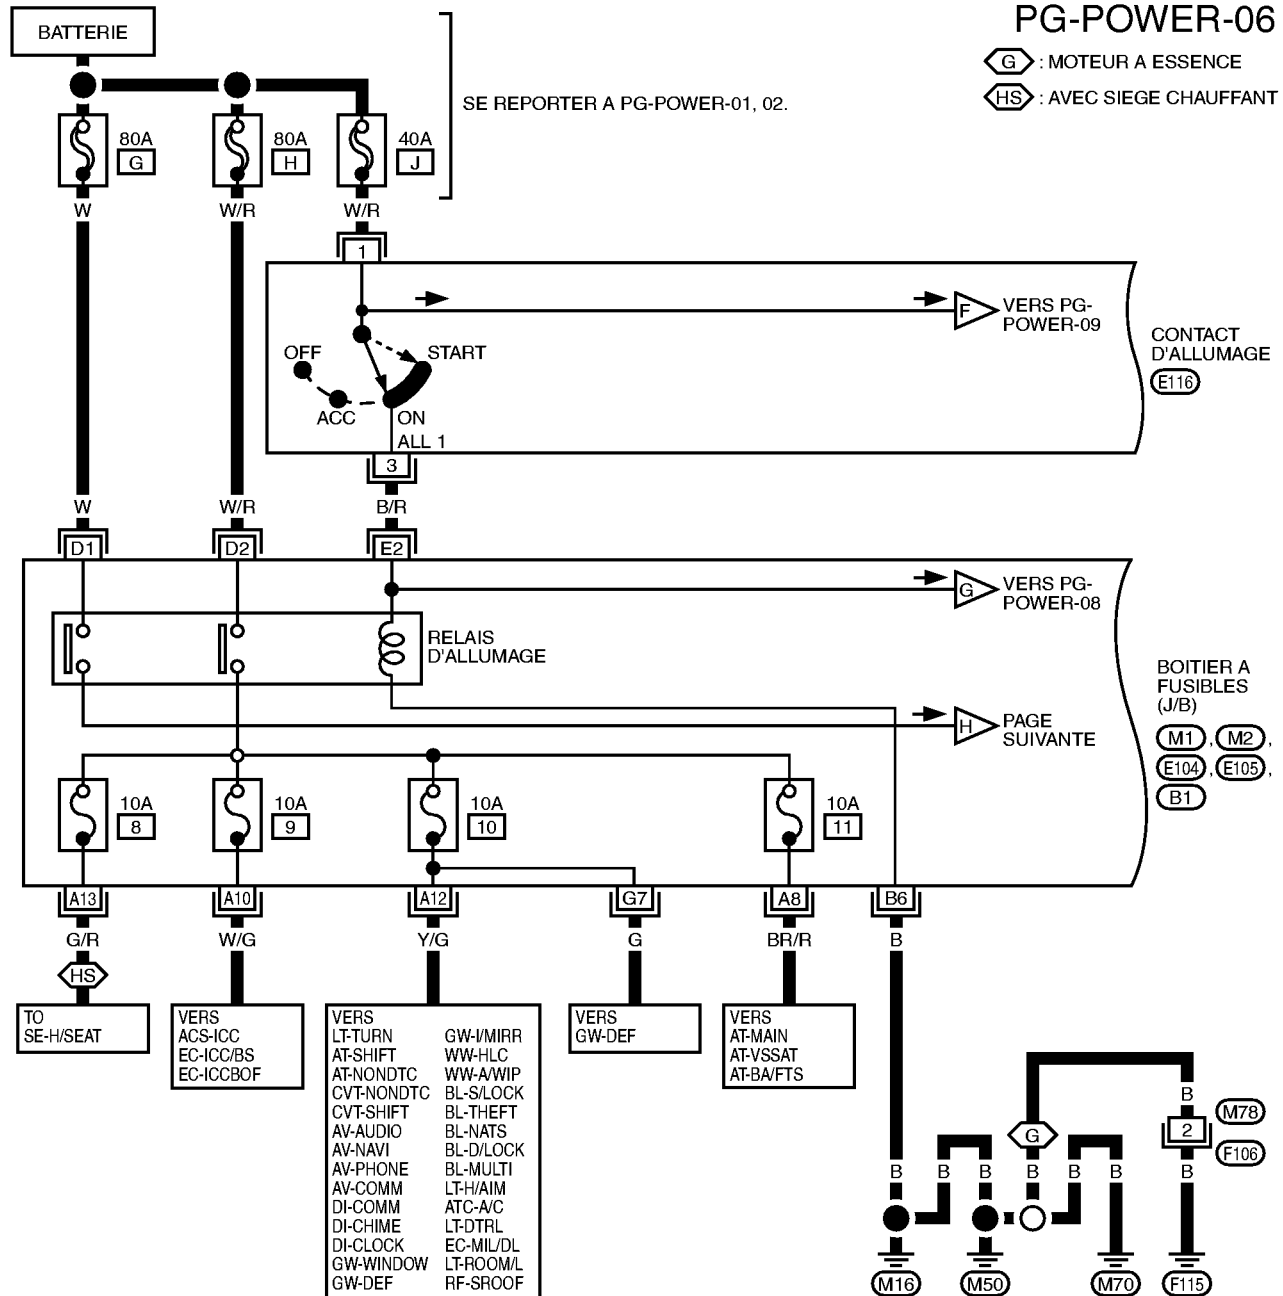 PG-POWER-06
BATTERIE
G : MOTEUR A ESSENCE
HS : AVEC SIEGE CHAUFFANT
SE REPORTER A PG-POWER-01, 02.
80A
G
80A
H
40A
J
W
W/R
W/R
1
F
VERS PG-
POWER-09
CONTACT
D'ALLUMAGE
E116
OFF
START
ACC
ON
ALL 1
3
W
W/R
B/R
D1
D2
E2
G
VERS PG-
POWER-08
RELAIS
D'ALLUMAGE
BOITIER A
FUSIBLES
(J/B)
M1 , M2 ,
E104 , E105 ,
B1
H
PAGE
SUIVANTE
10A
8
10A
9
10A
10
10A
11
A13
A10
A12
G7
A8
B6
G/R
W/G
Y/G
G
BR/R
B
HS
TO
SE-H/SEAT
VERS
ACS-ICC
EC-ICC/BS
EC-ICCBOF
VERS
LT-TURN GW-I/MIRR
AT-SHIFT WW-HLC
AT-NONDTC WW-A/WIP
CVT-NONDTC BL-S/LOCK
CVT-SHIFT BL-THEFT
AV-AUDIO BL-NATS
AV-NAVI BL-D/LOCK
AV-PHONE BL-MULTI
AV-COMM LT-H/AIM
DI-COMM ATC-A/C
DI-CHIME LT-DTRL
DI-CLOCK EC-MIL/DL
GW-WINDOW LT-ROOM/L
GW-DEF RF-SROOF
VERS
GW-DEF
VERS
AT-MAIN
AT-VSSAT
AT-BA/FTS
B
M78
G
2
F106
B
B
B
B
B
B
B
M16
M50
M70
F115